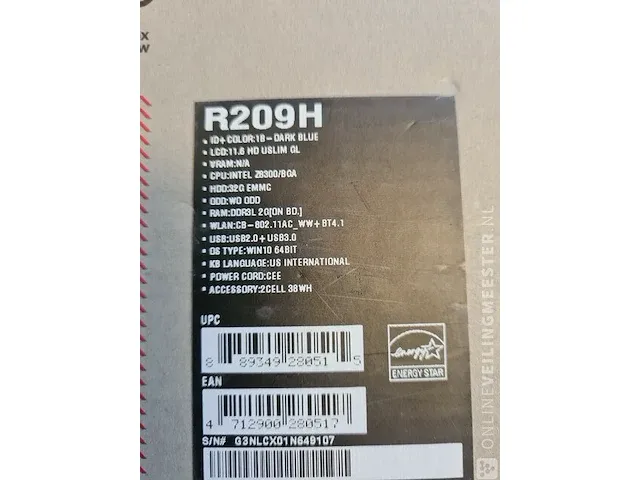 X
W
R209H
• ID+ COLOR:1B-DARK BLUE
• LCD:11.6 HD USLIM GL
• VRAM:N/A
• CPU:INTEL Z8300/BGA
• HDD:32G EMMC
• ODD:WO ODD
• RAM:DDR3L 2G[ON BD.]
• WLAN:CB-802.11AC_WW+BT4.1
• USB:USB2.0+USB3.0
• OS TYPE:WIN10 64BIT
• KB LANGUAGE:US INTERNATIONAL
• POWER CORD:CEE
• ACCESSORY:2CELL 38WH
UPC
8 89349 28051 5
energy
ENERGY STAR
EAN
4 712900 280517
S/N# G3NLCX01N649107
ONLINEVEILINGMEESTER.NL